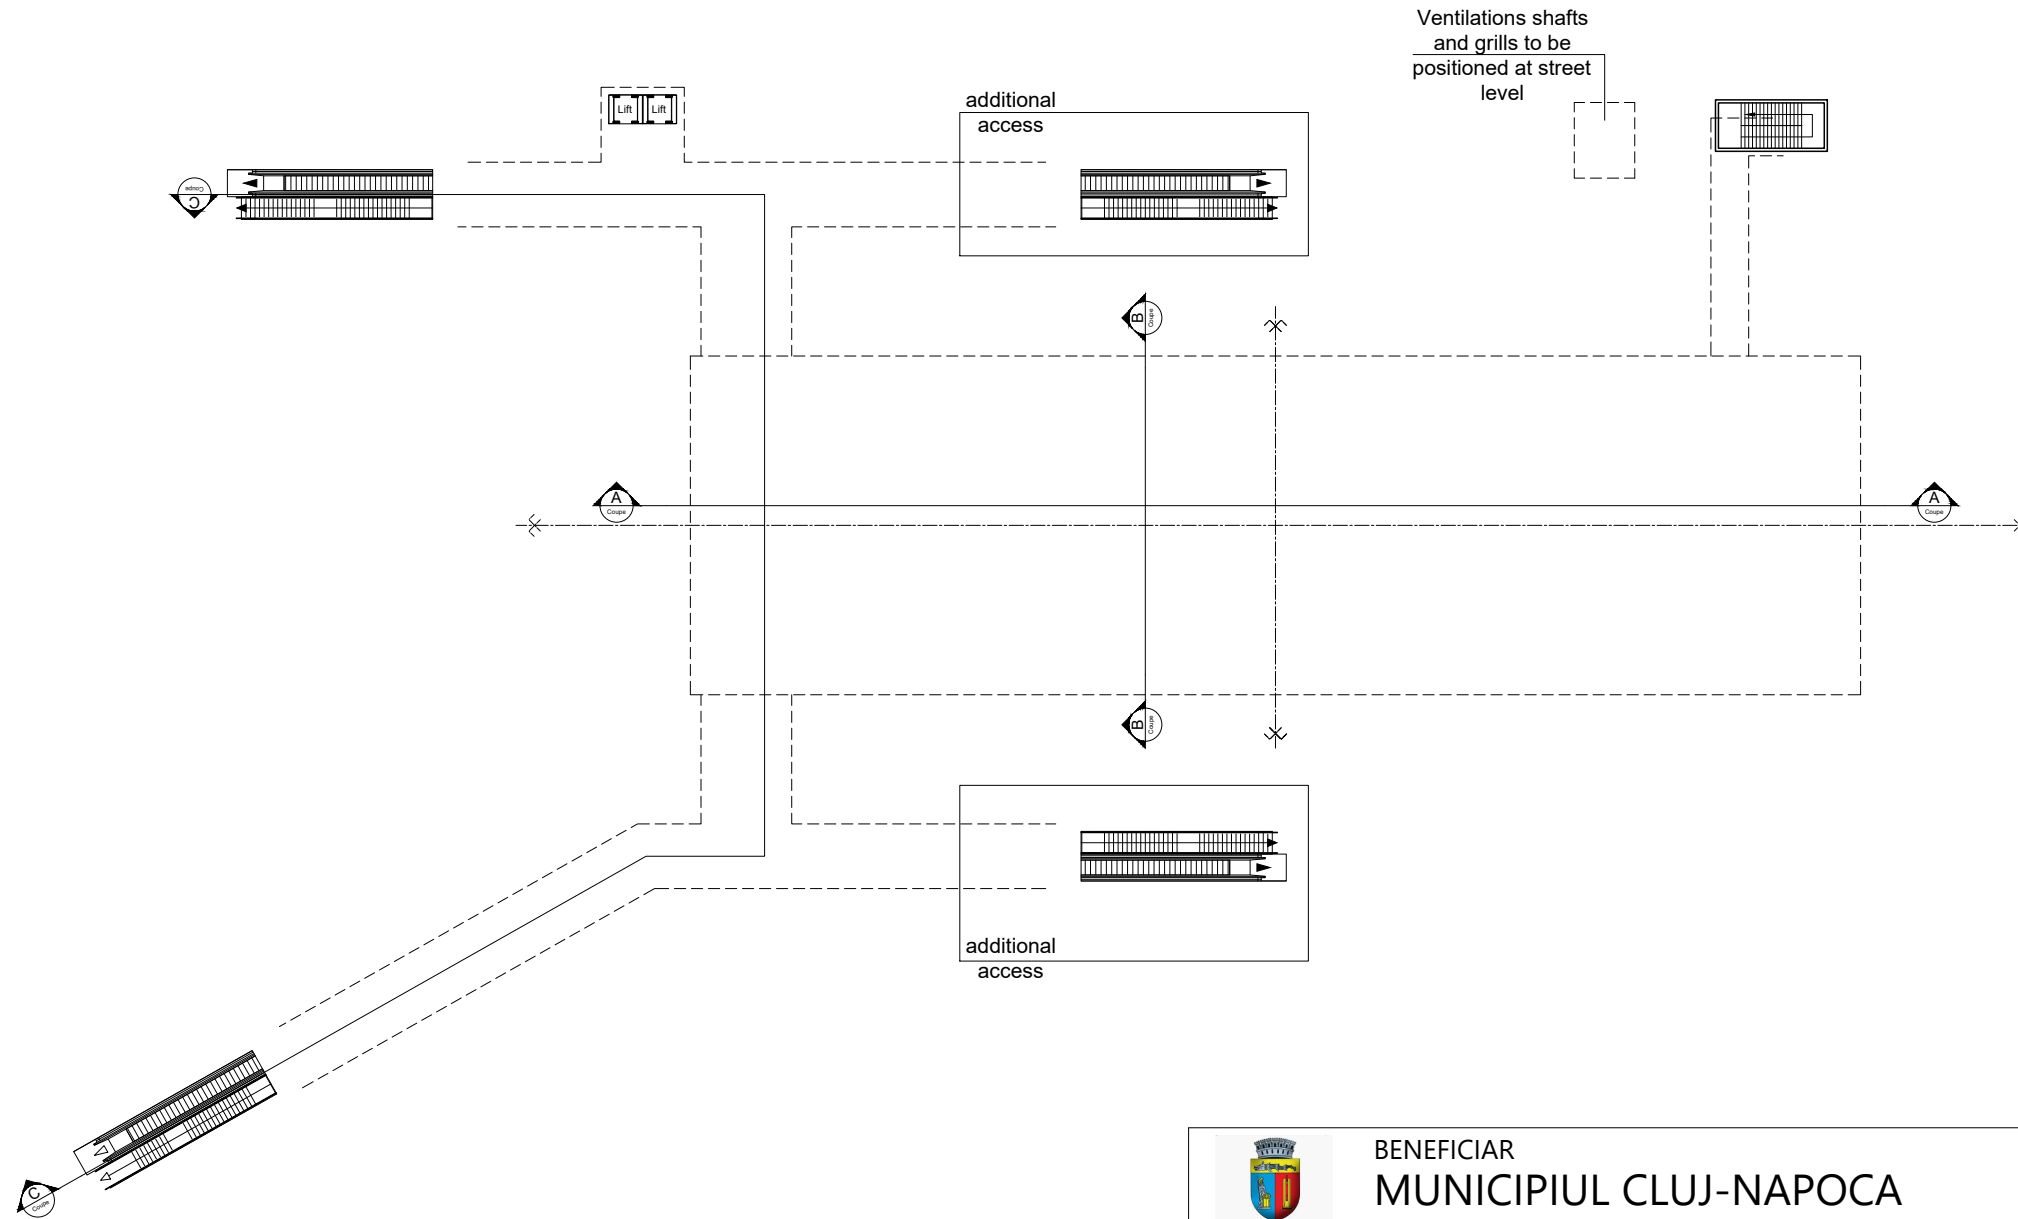 Ventilations shafts
and grills to be
positioned at street
level
additional
access
Lift
Lift
C
Coupe
B
Coupe
A
Coupe
A
Coupe
B
Coupe
additional
access
C
Coupe
BENEFICIAR
MUNICIPIUL CLUJ-NAPOCA